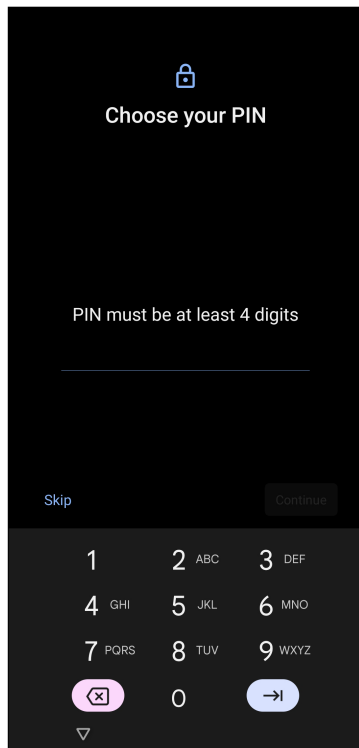 Choose your PIN
PIN must be at least 4 digits
Skip
Continue
1 2 ABC 3 DEF
4 GHI 5 JKL 6 MNO
7 PQRS 8 TUV 9 WXYZ
0